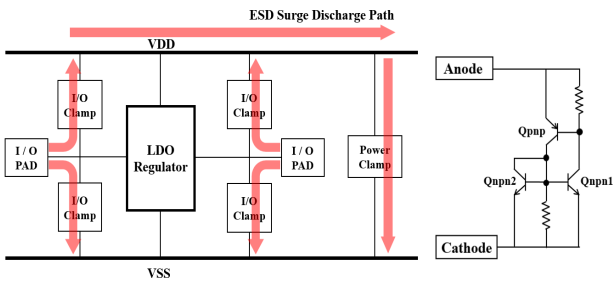 ESD Surge Discharge Path
VDD
I/O
Clamp
I/O
Clamp
I / O
PAD
LDO
Regulator
I / O
PAD
Power
Clamp
I/O
Clamp
I/O
Clamp
VSS
Anode
Qpnp
Qnpn2
Qnpn1
Cathode